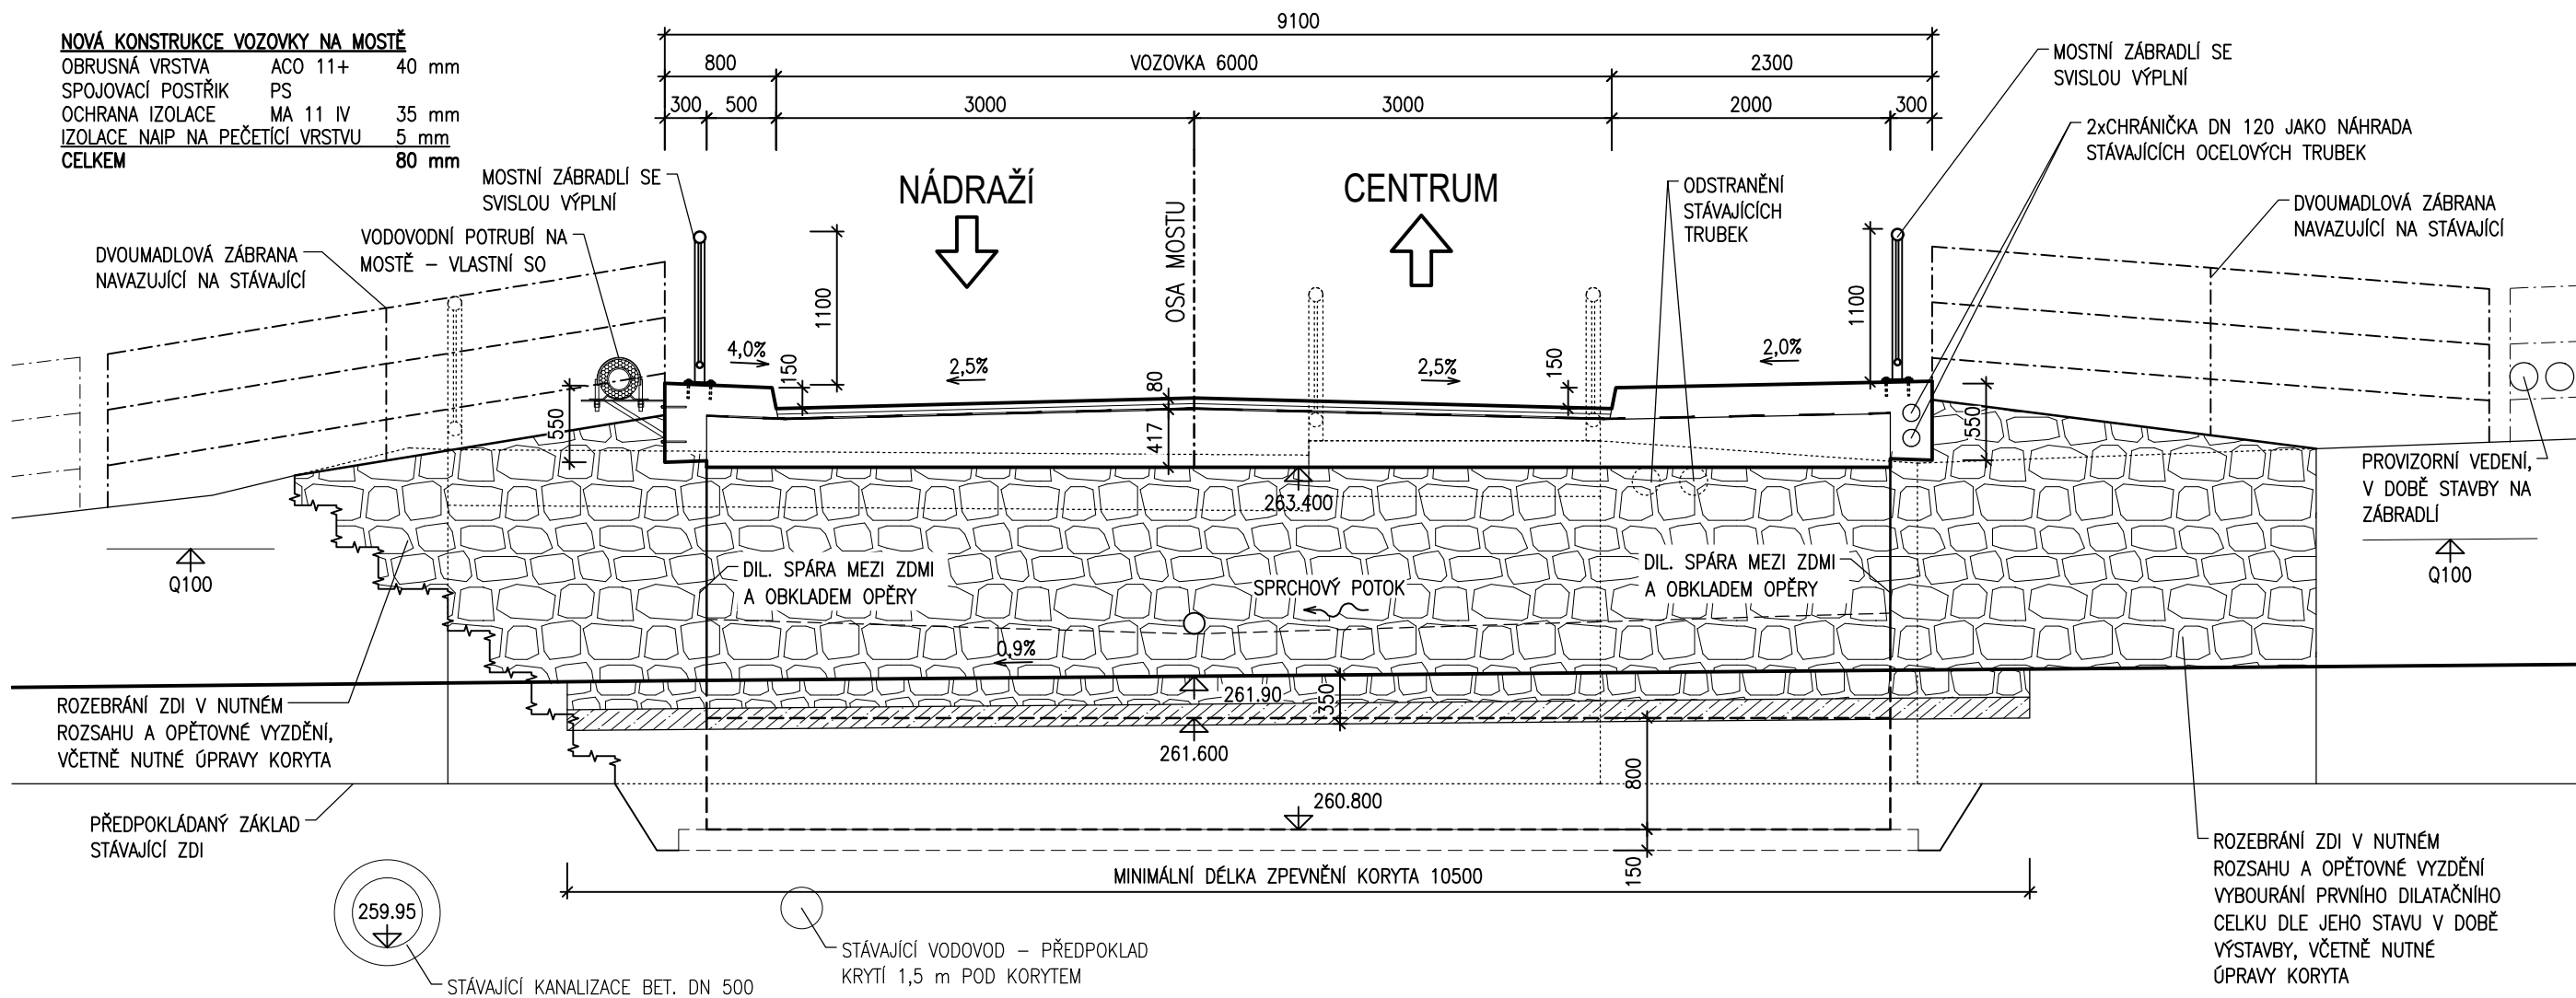 NOVÁ KONSTRUKCE VOZOVKY NA MOSTĚ
OBRUSNÁ VRSTVA ACO 11+ 40 mm
SPOJOVACÍ POSTŘIK PS
OCHRANA IZOLACE MA 11 IV 35 mm
IZOLACE NAIP NA PEČETÍCÍ VRSTVU 5 mm
CELKEM 80 mm
9100
800 VOZOVKA 6000 2300
300 500 3000 3000 2000 300
MOSTNÍ ZÁBRADLÍ SE
SVISLOU VÝPLNÍ
2xCHRÁNIČKA DN 120 JAKO NÁHRADA
STÁVAJÍCÍCH OCELOVÝCH TRUBEK
MOSTNÍ ZÁBRADLÍ SE
SVISLOU VÝPLNÍ
VODOVODNÍ POTRUBÍ NA
MOSTĚ – VLASTNÍ SO
DVOUMADLOVÁ ZÁBRANA
NAVAZUJÍCÍ NA STÁVAJÍCÍ
NÁDRAŽÍ
OSA MOSTU
CENTRUM
ODSTRANĚNÍ
STÁVAJÍCÍCH
TRUBEK
DVOUMADLOVÁ ZÁBRANA
NAVAZUJÍCÍ NA STÁVAJÍCÍ
1100
1100
4,0%
150
2,5%
80
2,5%
150
2,0%
550
417
550
263.400
PROVIZORNÍ VEDENÍ,
V DOBĚ STAVBY NA
ZÁBRADLÍ
Q100
Q100
DIL. SPÁRA MEZI ZDMI
A OBKLADEM OPĚRY
SPRCHOVÝ POTOK
DIL. SPÁRA MEZI ZDMI
A OBKLADEM OPĚRY
0,9%
261.90
350
261.600
800
260.800
150
ROZEBRÁNÍ ZDI V NUTNÉM
ROZSAHU A OPĚTOVNÉ VYZDĚNÍ,
VČETNĚ NUTNÉ ÚPRAVY KORYTA
PŘEDPOKLÁDANÝ ZÁKLAD
STÁVAJÍCÍ ZDI
MINIMÁLNÍ DÉLKA ZPEVNĚNÍ KORYTA 10500
259.95
STÁVAJÍCÍ KANALIZACE BET. DN 500
STÁVAJÍCÍ VODOVOD – PŘEDPOKLAD
KRYTÍ 1,5 m POD KORYTEM
ROZEBRÁNÍ ZDI V NUTNÉM
ROZSAHU A OPĚTOVNÉ VYZDĚNÍ
VYBOURÁNÍ PRVNÍHO DILATAČNÍHO
CELKU DLE JEHO STAVU V DOBĚ
VÝSTAVBY, VČETNĚ NUTNÉ
ÚPRAVY KORYTA